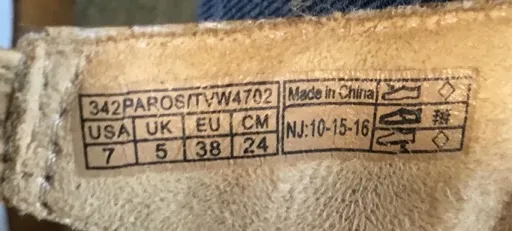 342PAROS/TVW4702
USA UK EU CM
7 5 38 24
Made in China
NJ:10-15-16